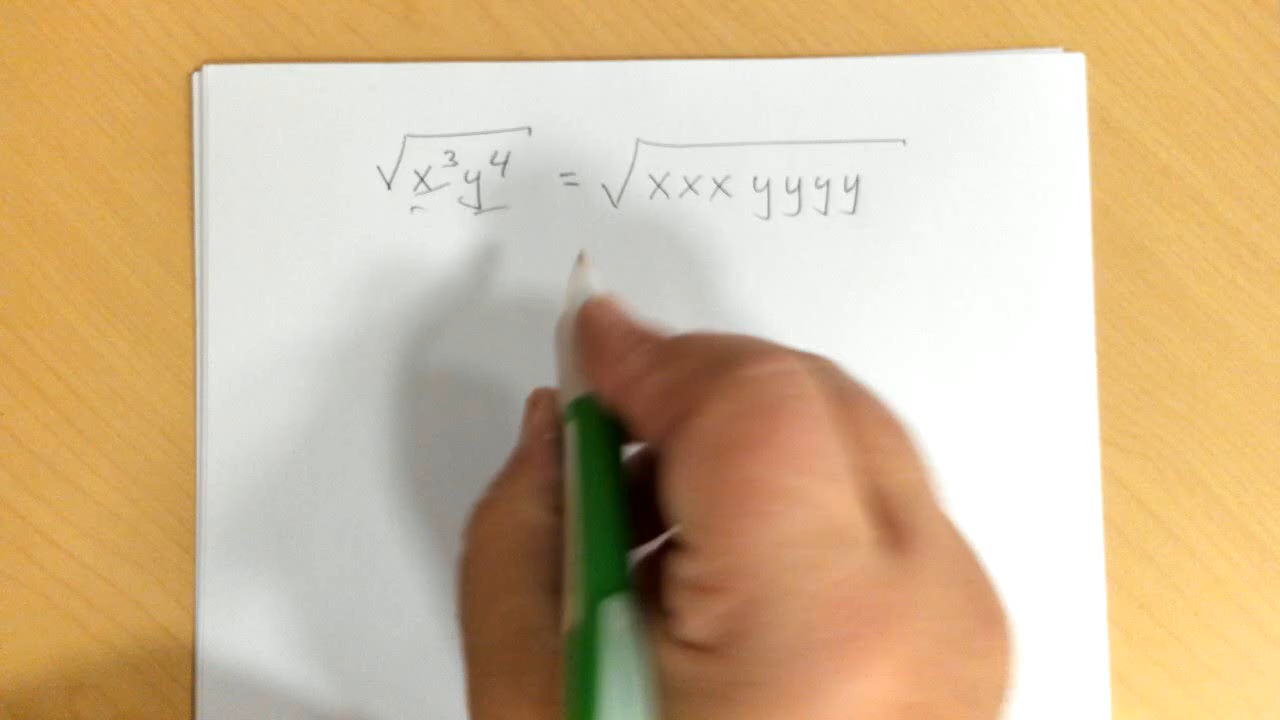 √x³y⁴ = √xxx yyyy